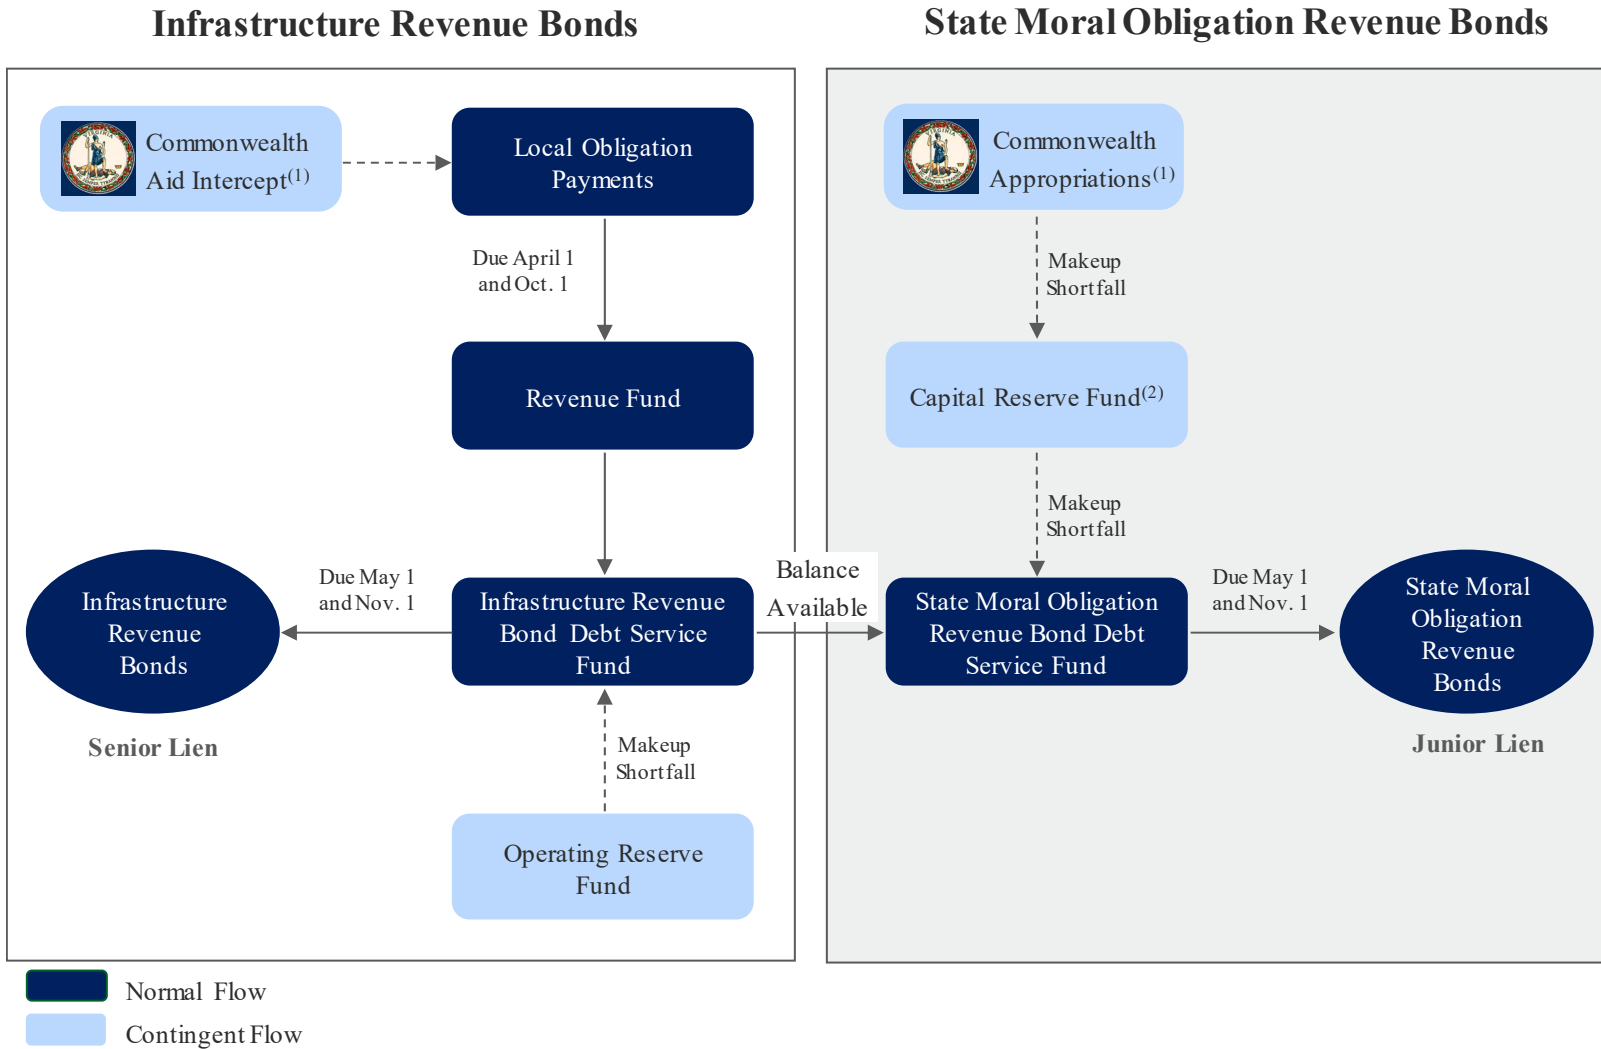 Infrastructure Revenue Bonds
State Moral Obligation Revenue Bonds
Commonwealth
Aid Intercept(1)
Local Obligation
Payments
Due April 1
and Oct. 1
Revenue Fund
Infrastructure
Revenue
Bonds
Senior Lien
Due May 1
and Nov. 1
Infrastructure Revenue
Bond Debt Service
Fund
Makeup
Shortfall
Operating Reserve
Fund
Balance
Available
Commonwealth
Appropriations(1)
Makeup
Shortfall
Capital Reserve Fund(2)
Makeup
Shortfall
State Moral Obligation
Revenue Bond Debt
Service Fund
Due May 1
and Nov. 1
State Moral
Obligation
Revenue
Bonds
Junior Lien
Normal Flow
Contingent Flow